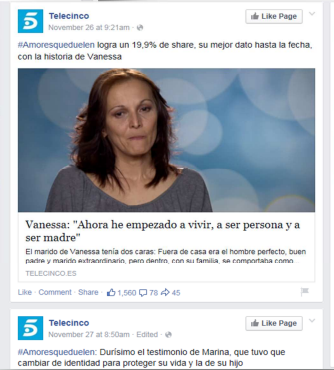 Telecinco
November 26 at 9:21am ·
Like Page
#Amoresqueduelen logra un 19,9% de share, su mejor dato hasta la fecha,
con la historia de Vanessa
Vanessa: "Ahora he empezado a vivir, a ser persona y a
ser madre"
El marido de Vanessa tenía dos caras: Fuera de casa era el hombre perfecto, buen
padre y marido extraordinario, pero dentro, con su familia, se comportaba como
TELECINCO.ES
Like · Comment · Share · 1,560 78 45
Telecinco
November 27 at 8:50am · Edited ·
Like Page
#Amoresqueduelen: Durísimo el testimonio de Marina, que tuvo que
cambiar de identidad para proteger su vida y la de su hijo